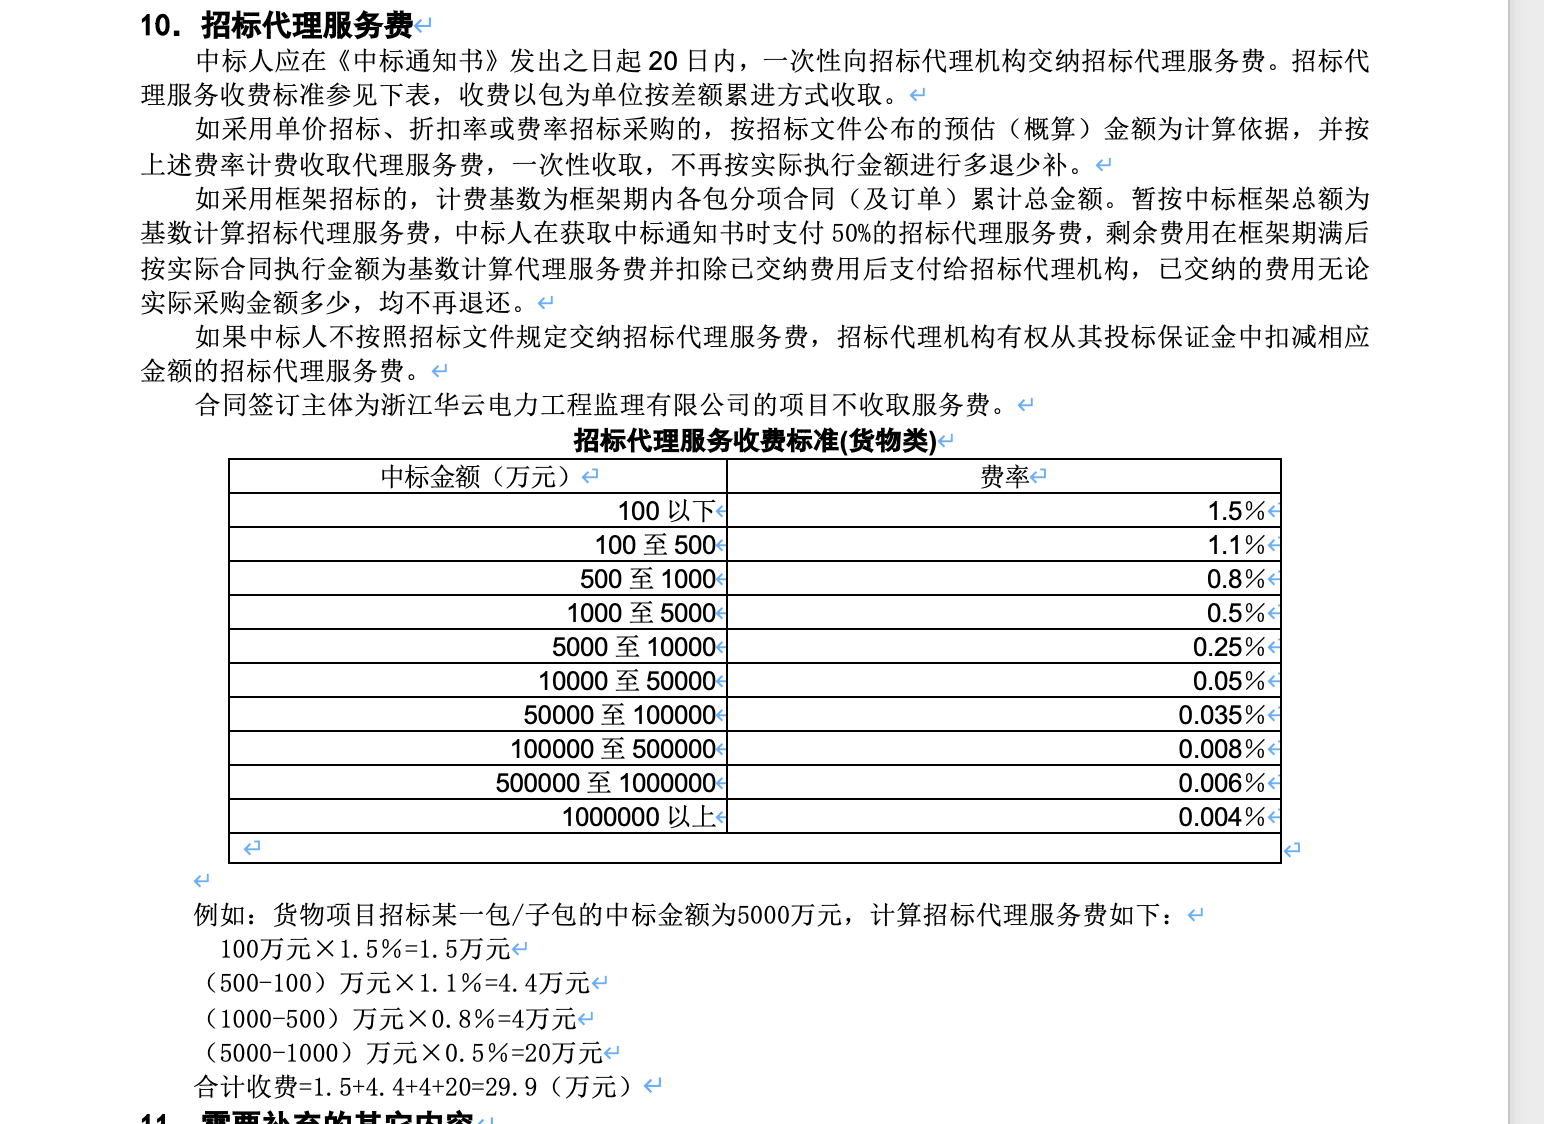 10. 招标代理服务费
中标人应在《中标通知书》发出之日起 20 日内，一次性向招标代理机构交纳招标代理服务费。招标代
理服务收费标准参见下表，收费以包为单位按差额累进方式收取。
如采用单价招标、折扣率或费率招标采购的，按招标文件公布的预估（概算）金额为计算依据，并按
上述费率计费收取代理服务费，一次性收取，不再按实际执行金额进行多退少补。
如采用框架招标的，计费基数为框架期内各包分项合同（及订单）累计总金额。暂按中标框架总额为
基数计算招标代理服务费，中标人在获取中标通知书时支付 50%的招标代理服务费，剩余费用在框架期满后
按实际合同执行金额为基数计算代理服务费并扣除已交纳费用后支付给招标代理机构，已交纳的费用无论
实际采购金额多少，均不再退还。
如果中标人不按照招标文件规定交纳招标代理服务费，招标代理机构有权从其投标保证金中扣减相应
金额的招标代理服务费。
合同签订主体为浙江华云电力工程监理有限公司的项目不收取服务费。
招标代理服务收费标准(货物类)
中标金额（万元） 费率
100 以下 1.5%
100 至 500 1.1%
500 至 1000 0.8%
1000 至 5000 0.5%
5000 至 10000 0.25%
10000 至 50000 0.05%
50000 至 100000 0.035%
100000 至 500000 0.008%
500000 至 1000000 0.006%
1000000 以上 0.004%
例如：货物项目招标某一包/子包的中标金额为5000万元，计算招标代理服务费如下：
100万元×1.5%=1.5万元
（500-100）万元×1.1%=4.4万元
（1000-500）万元×0.8%=4万元
（5000-1000）万元×0.5%=20万元
合计收费=1.5+4.4+4+20=29.9（万元）
11. 需要补充的其它内容